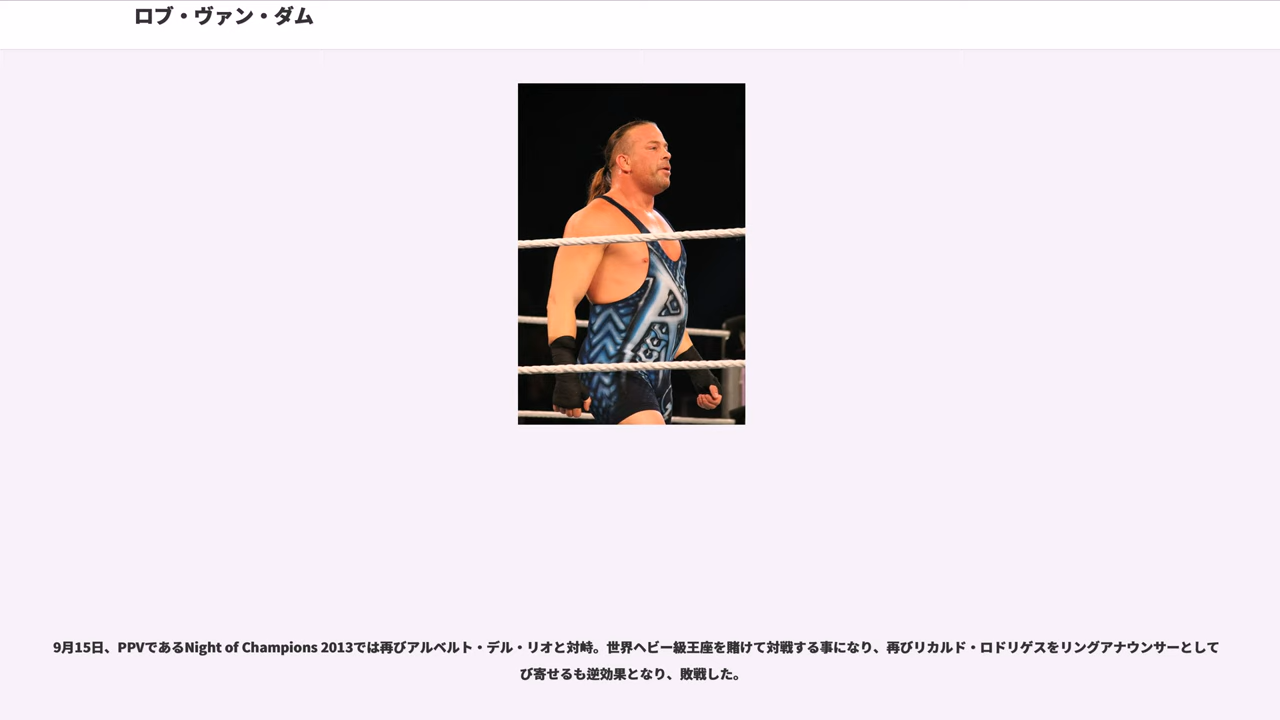 ロブ・ヴァン・ダム
9月15日、PPVであるNight of Champions 2013では再びアルベルト・デル・リオと対峙。世界ヘビー級王座を賭けて対戦する事になり、再びリカルド・ロドリゲスをリングアナウンサーとして
び寄せるも逆効果となり、敗戦した。